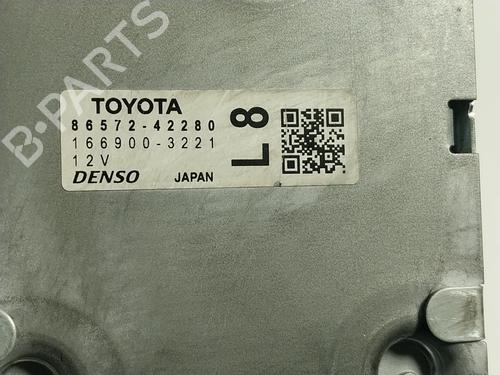 B-PARTS
TOYOTA
86572-42280
166900-3221
12V
DENSO JAPAN
L8